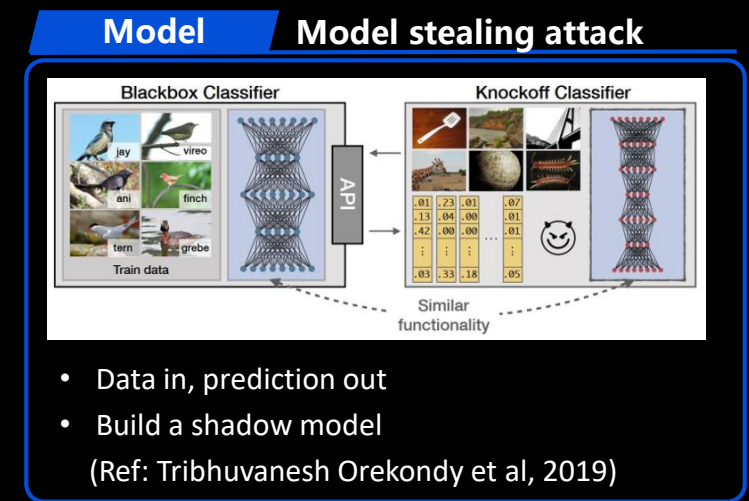 Model Model stealing attack
Blackbox Classifier
Knockoff Classifier
jay
vireo
ani
finch
tern
grebe
Train data
API
.01 .23 .01 .07
.13 .04 .00 .01
.42 .00 .00 ... .01
⋮ ⋮ ⋮ ⋮
.03 .33 .18 .05
Similar
functionality
• Data in, prediction out
• Build a shadow model
(Ref: Tribhuvanesh Orekondy et al, 2019)